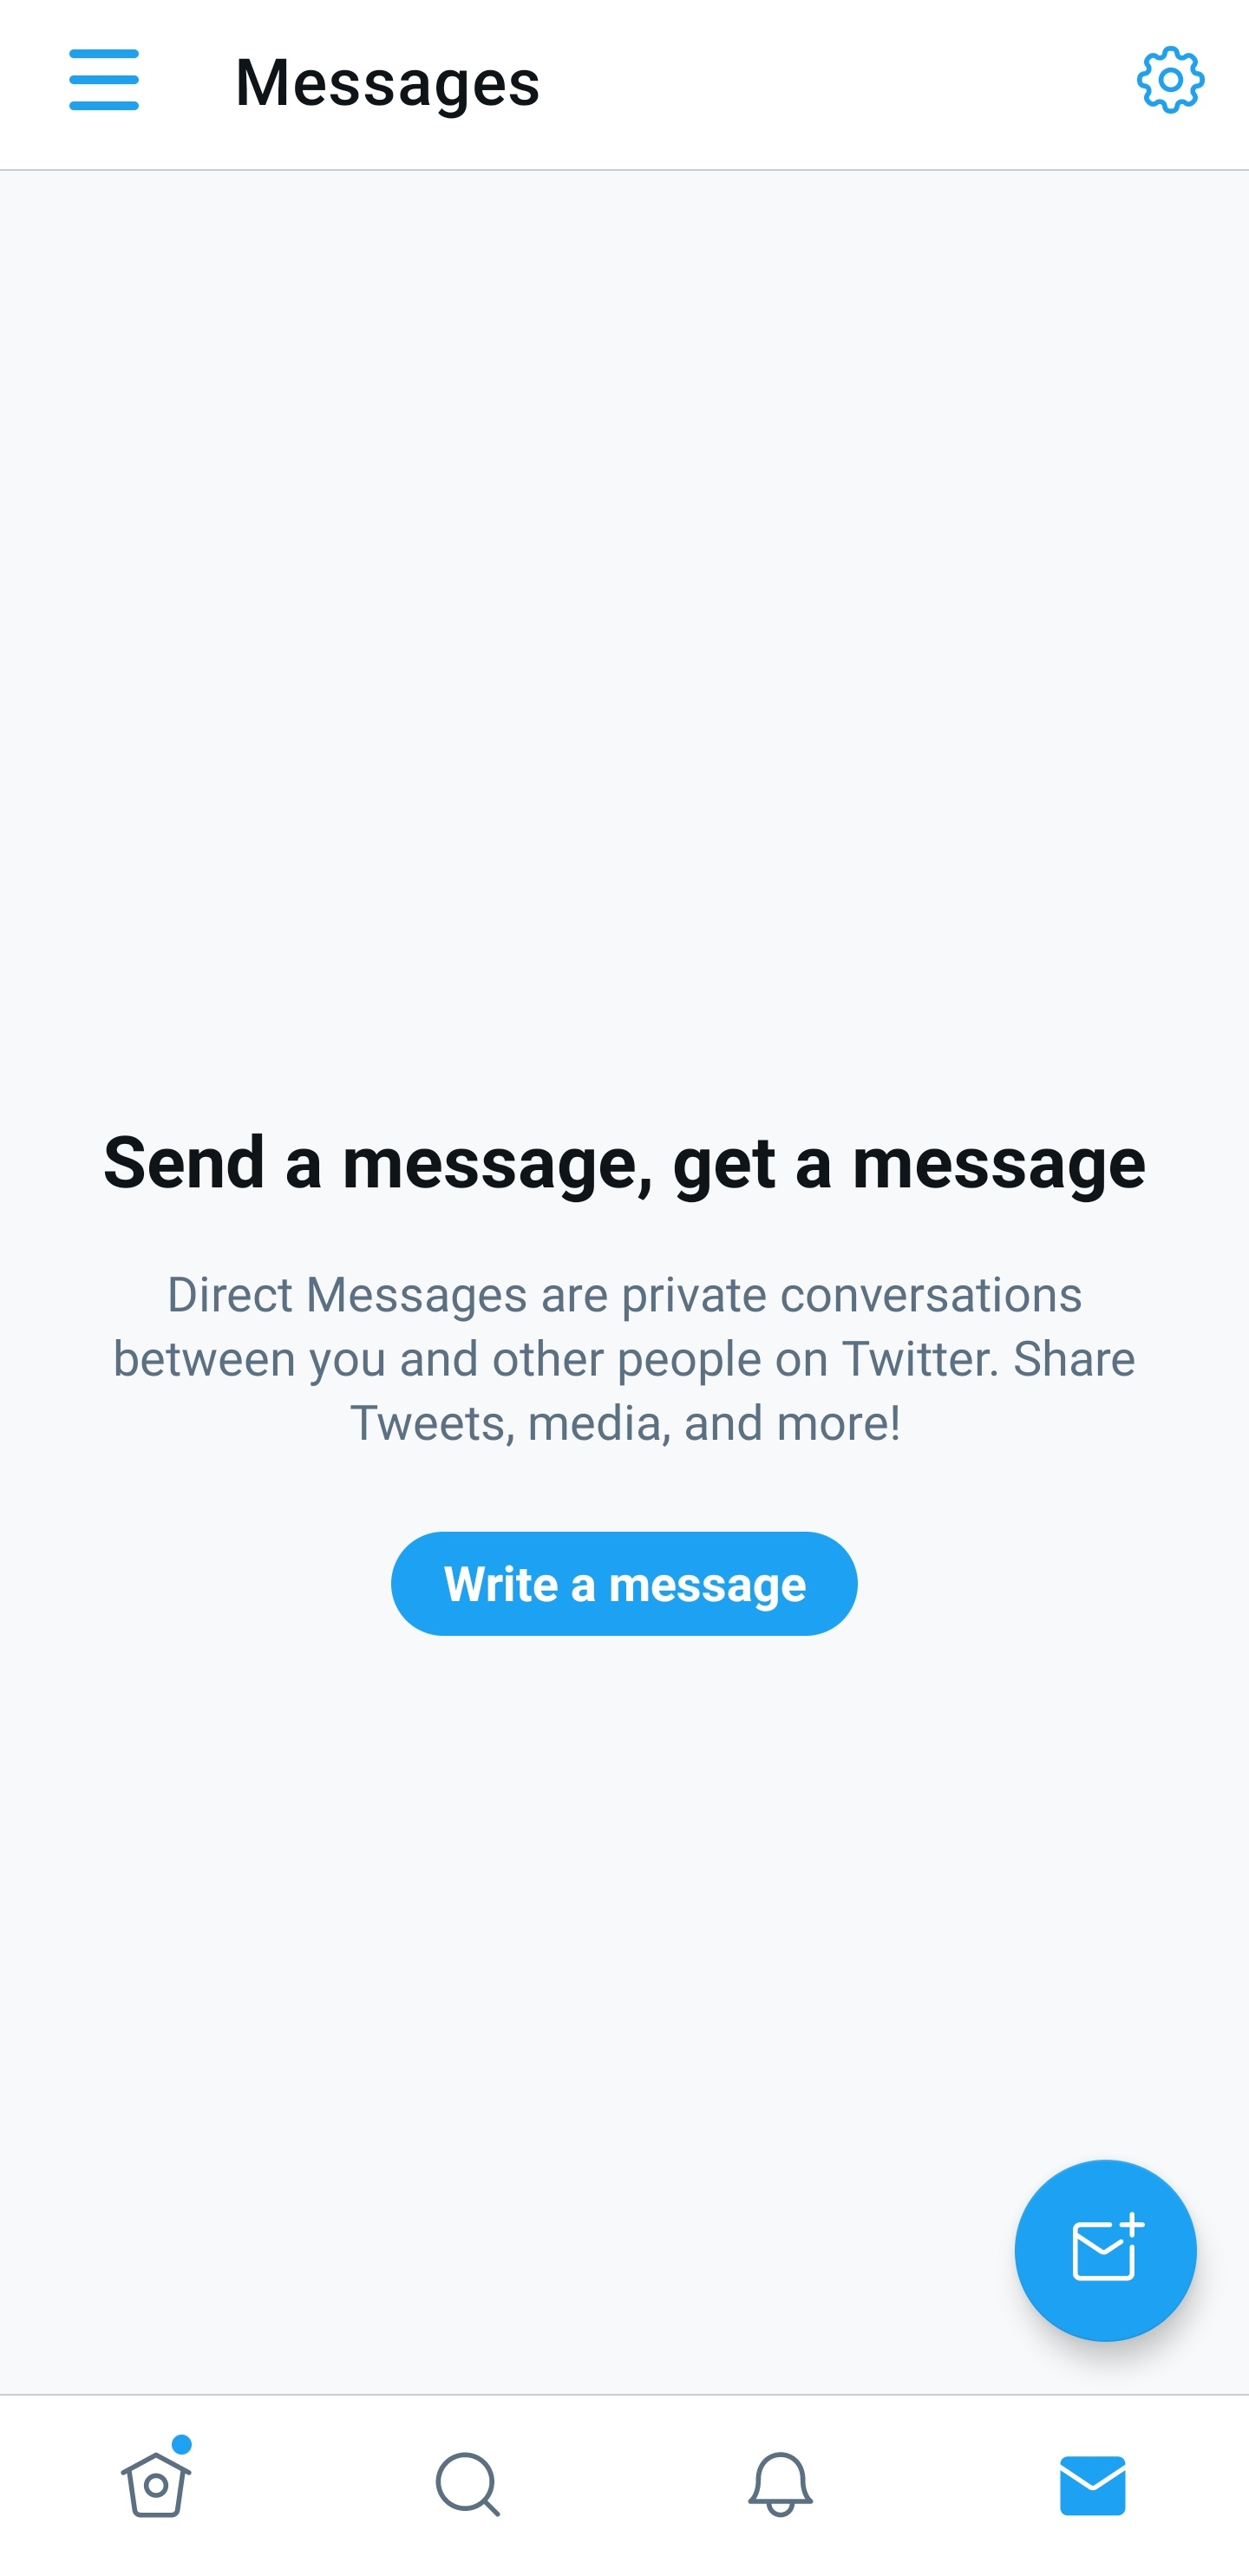 Messages
Send a message, get a message
Direct Messages are private conversations
between you and other people on Twitter. Share
Tweets, media, and more!
Write a message